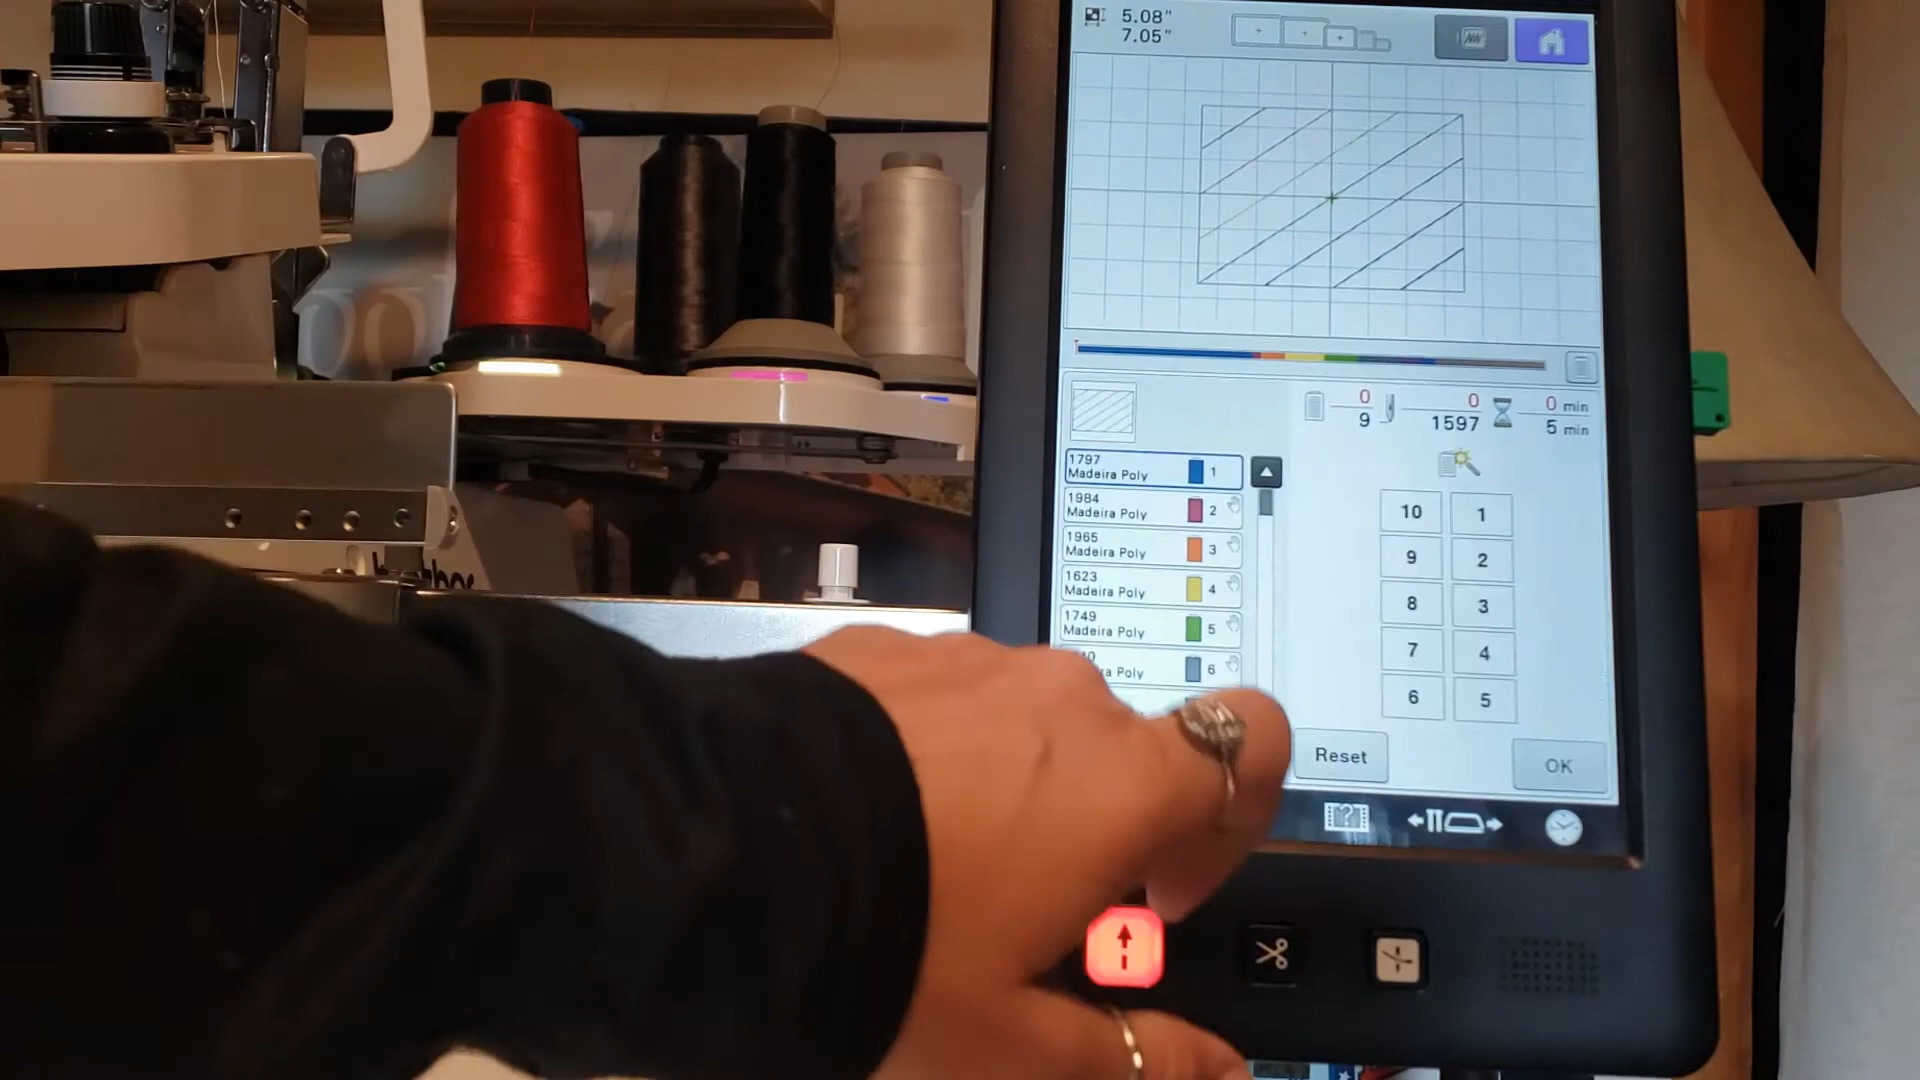 5.08"
7.05"
0
9
0
1597
0 min
5 min
1797
Madeira Poly
1
1984
Madeira Poly
2
1965
Madeira Poly
3
1623
Madeira Poly
4
1749
Madeira Poly
5
Poly
6
10 1
9 2
8 3
7 4
6 5
Reset
OK
?